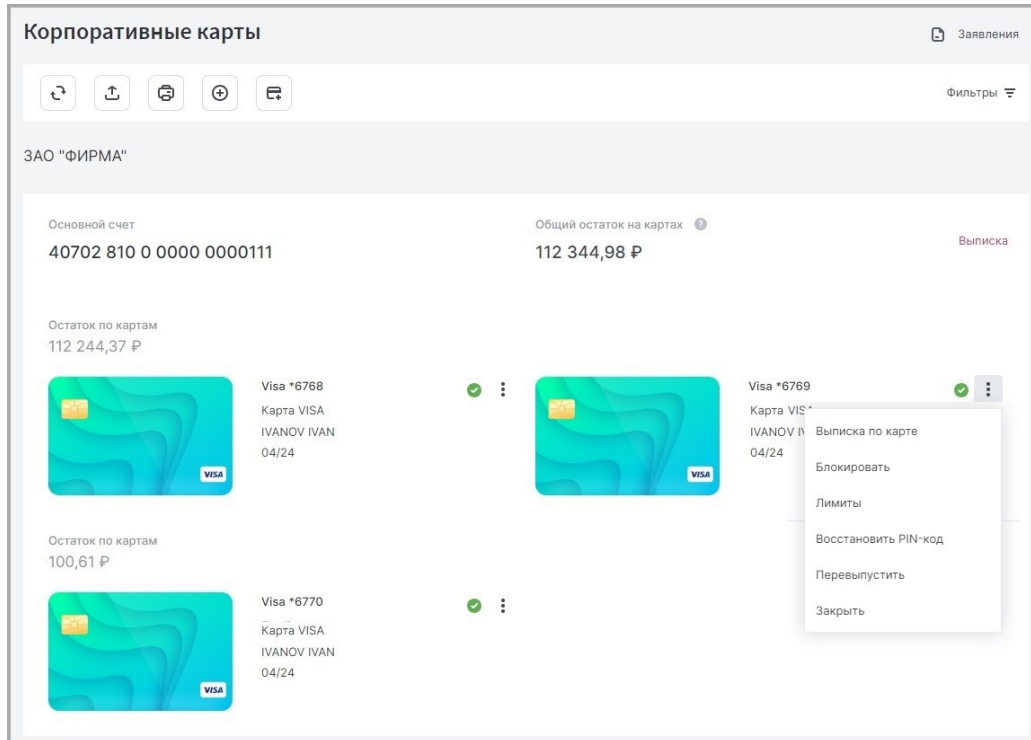 Корпоративные карты
Заявления
Фильтры
ЗАО "ФИРМА"
Основной счет
Общий остаток на картах ?
40702 810 0 0000 0000111
112 344,98 ₽
Выписка
Остаток по картам
112 244,37 ₽
VISA
Visa *6768
Карта VISA
IVANOV IVAN
04/24
VISA
Visa *6769
Карта
IVANOV
04/24
Выписка по карте
Блокировать
Лимиты
Восстановить PIN-код
Перевыпустить
Закрыть
Остаток по картам
100,61 ₽
VISA
Visa *6770
Карта VISA
IVANOV IVAN
04/24